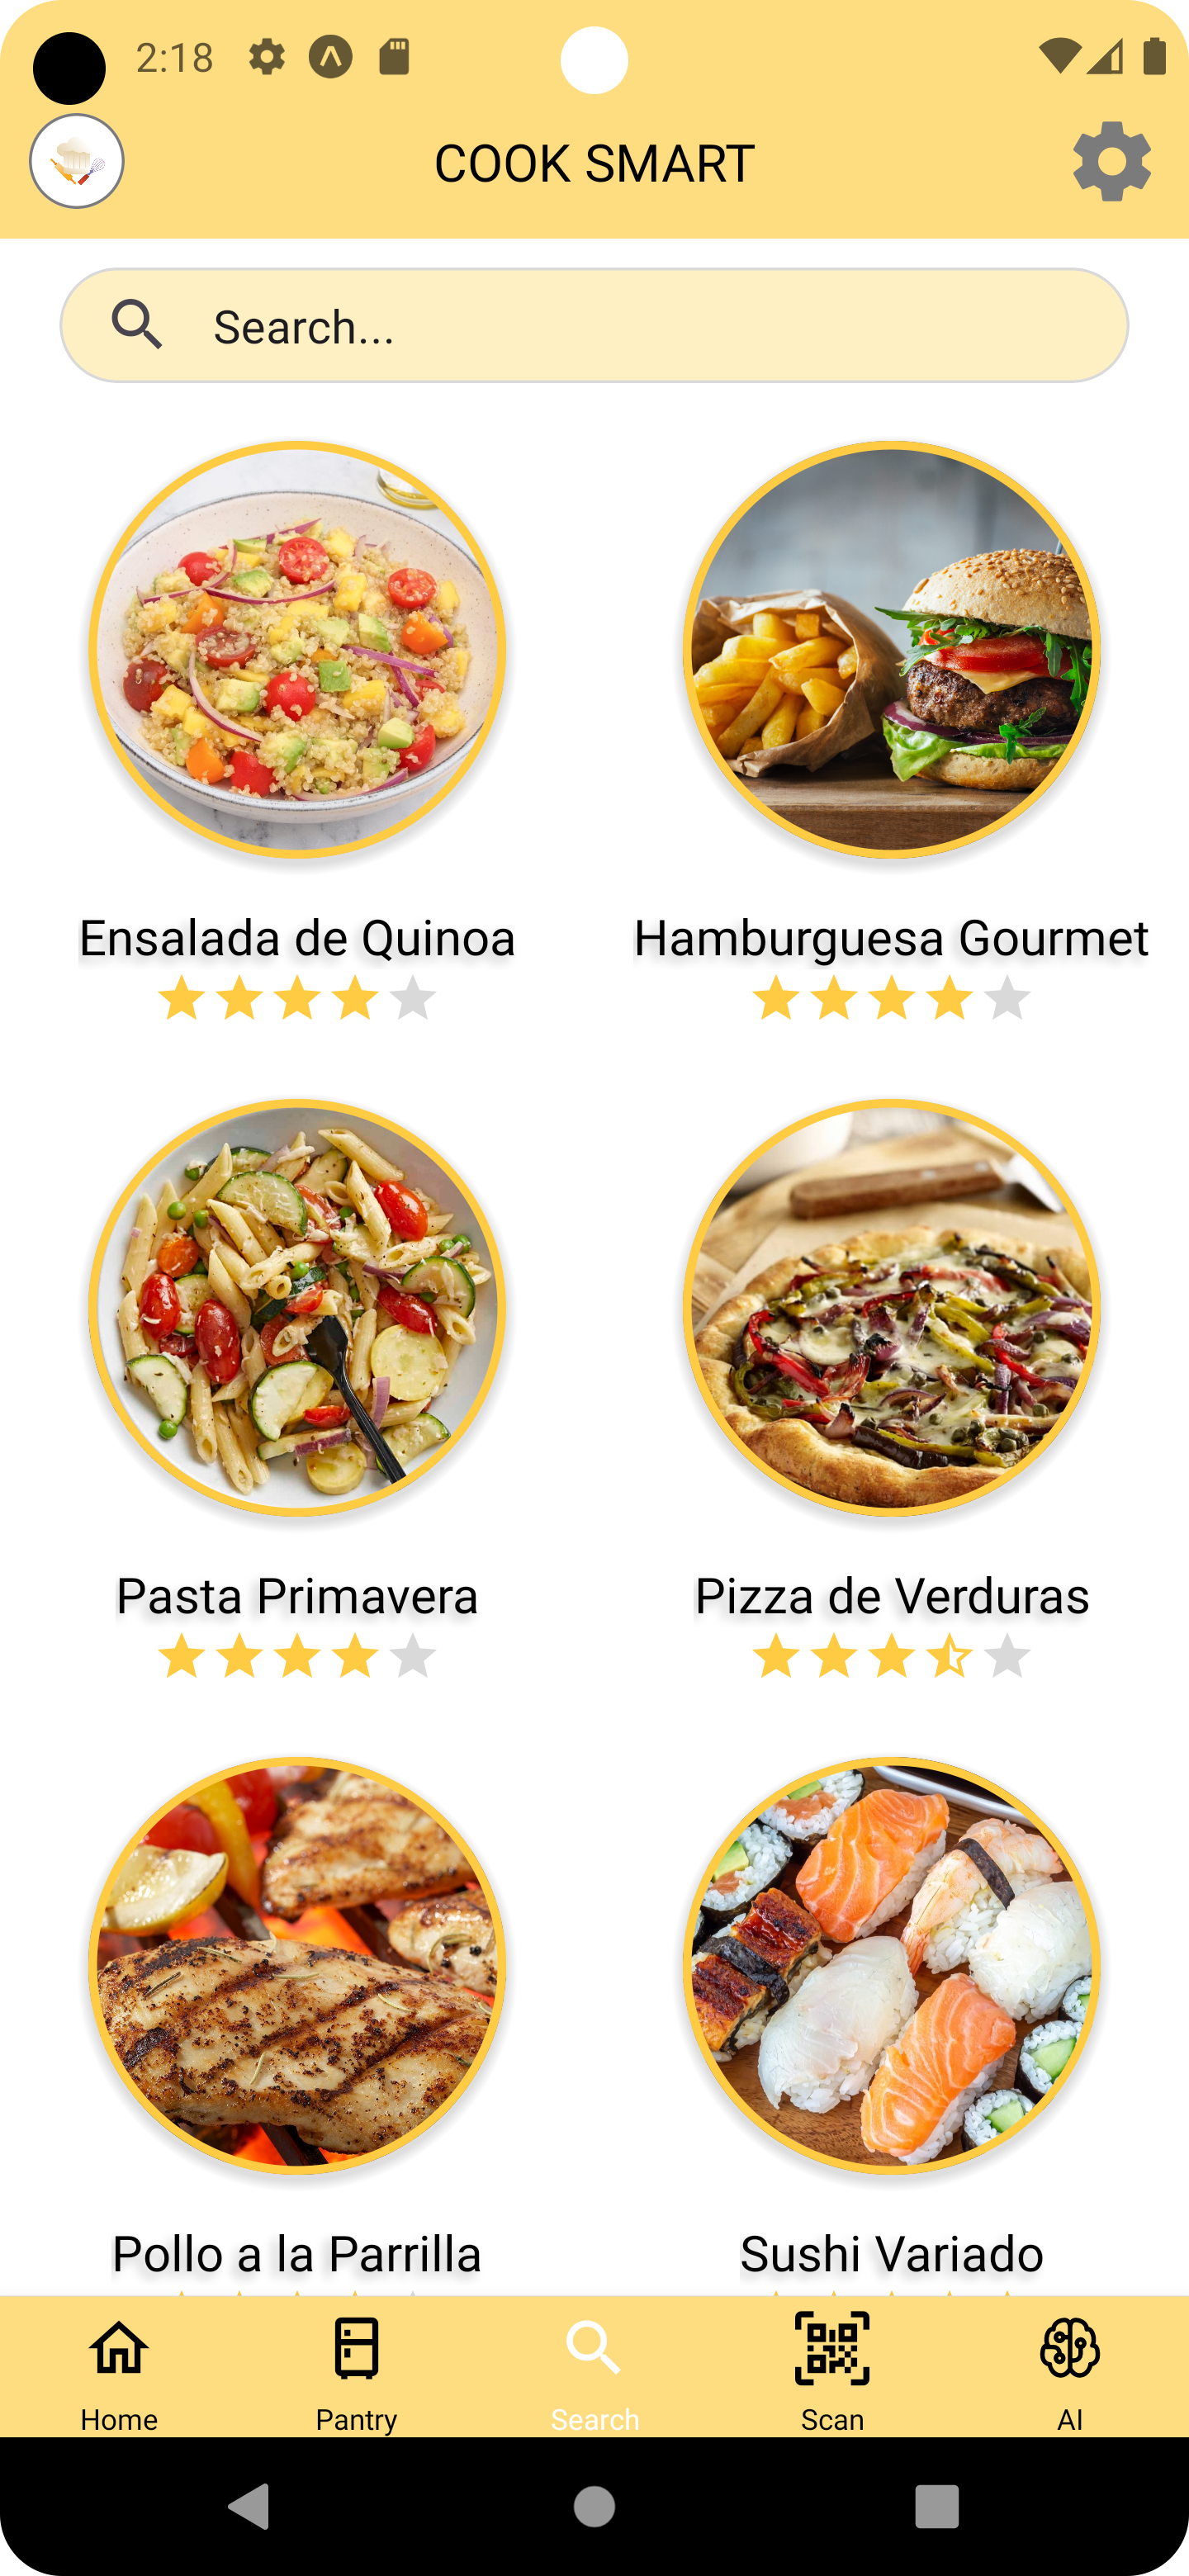 2:18
COOK SMART
Search...
Ensalada de Quinoa
Hamburguesa Gourmet
Pasta Primavera
Pizza de Verduras
Pollo a la Parrilla
Sushi Variado
Home
Pantry
Search
Scan
AI